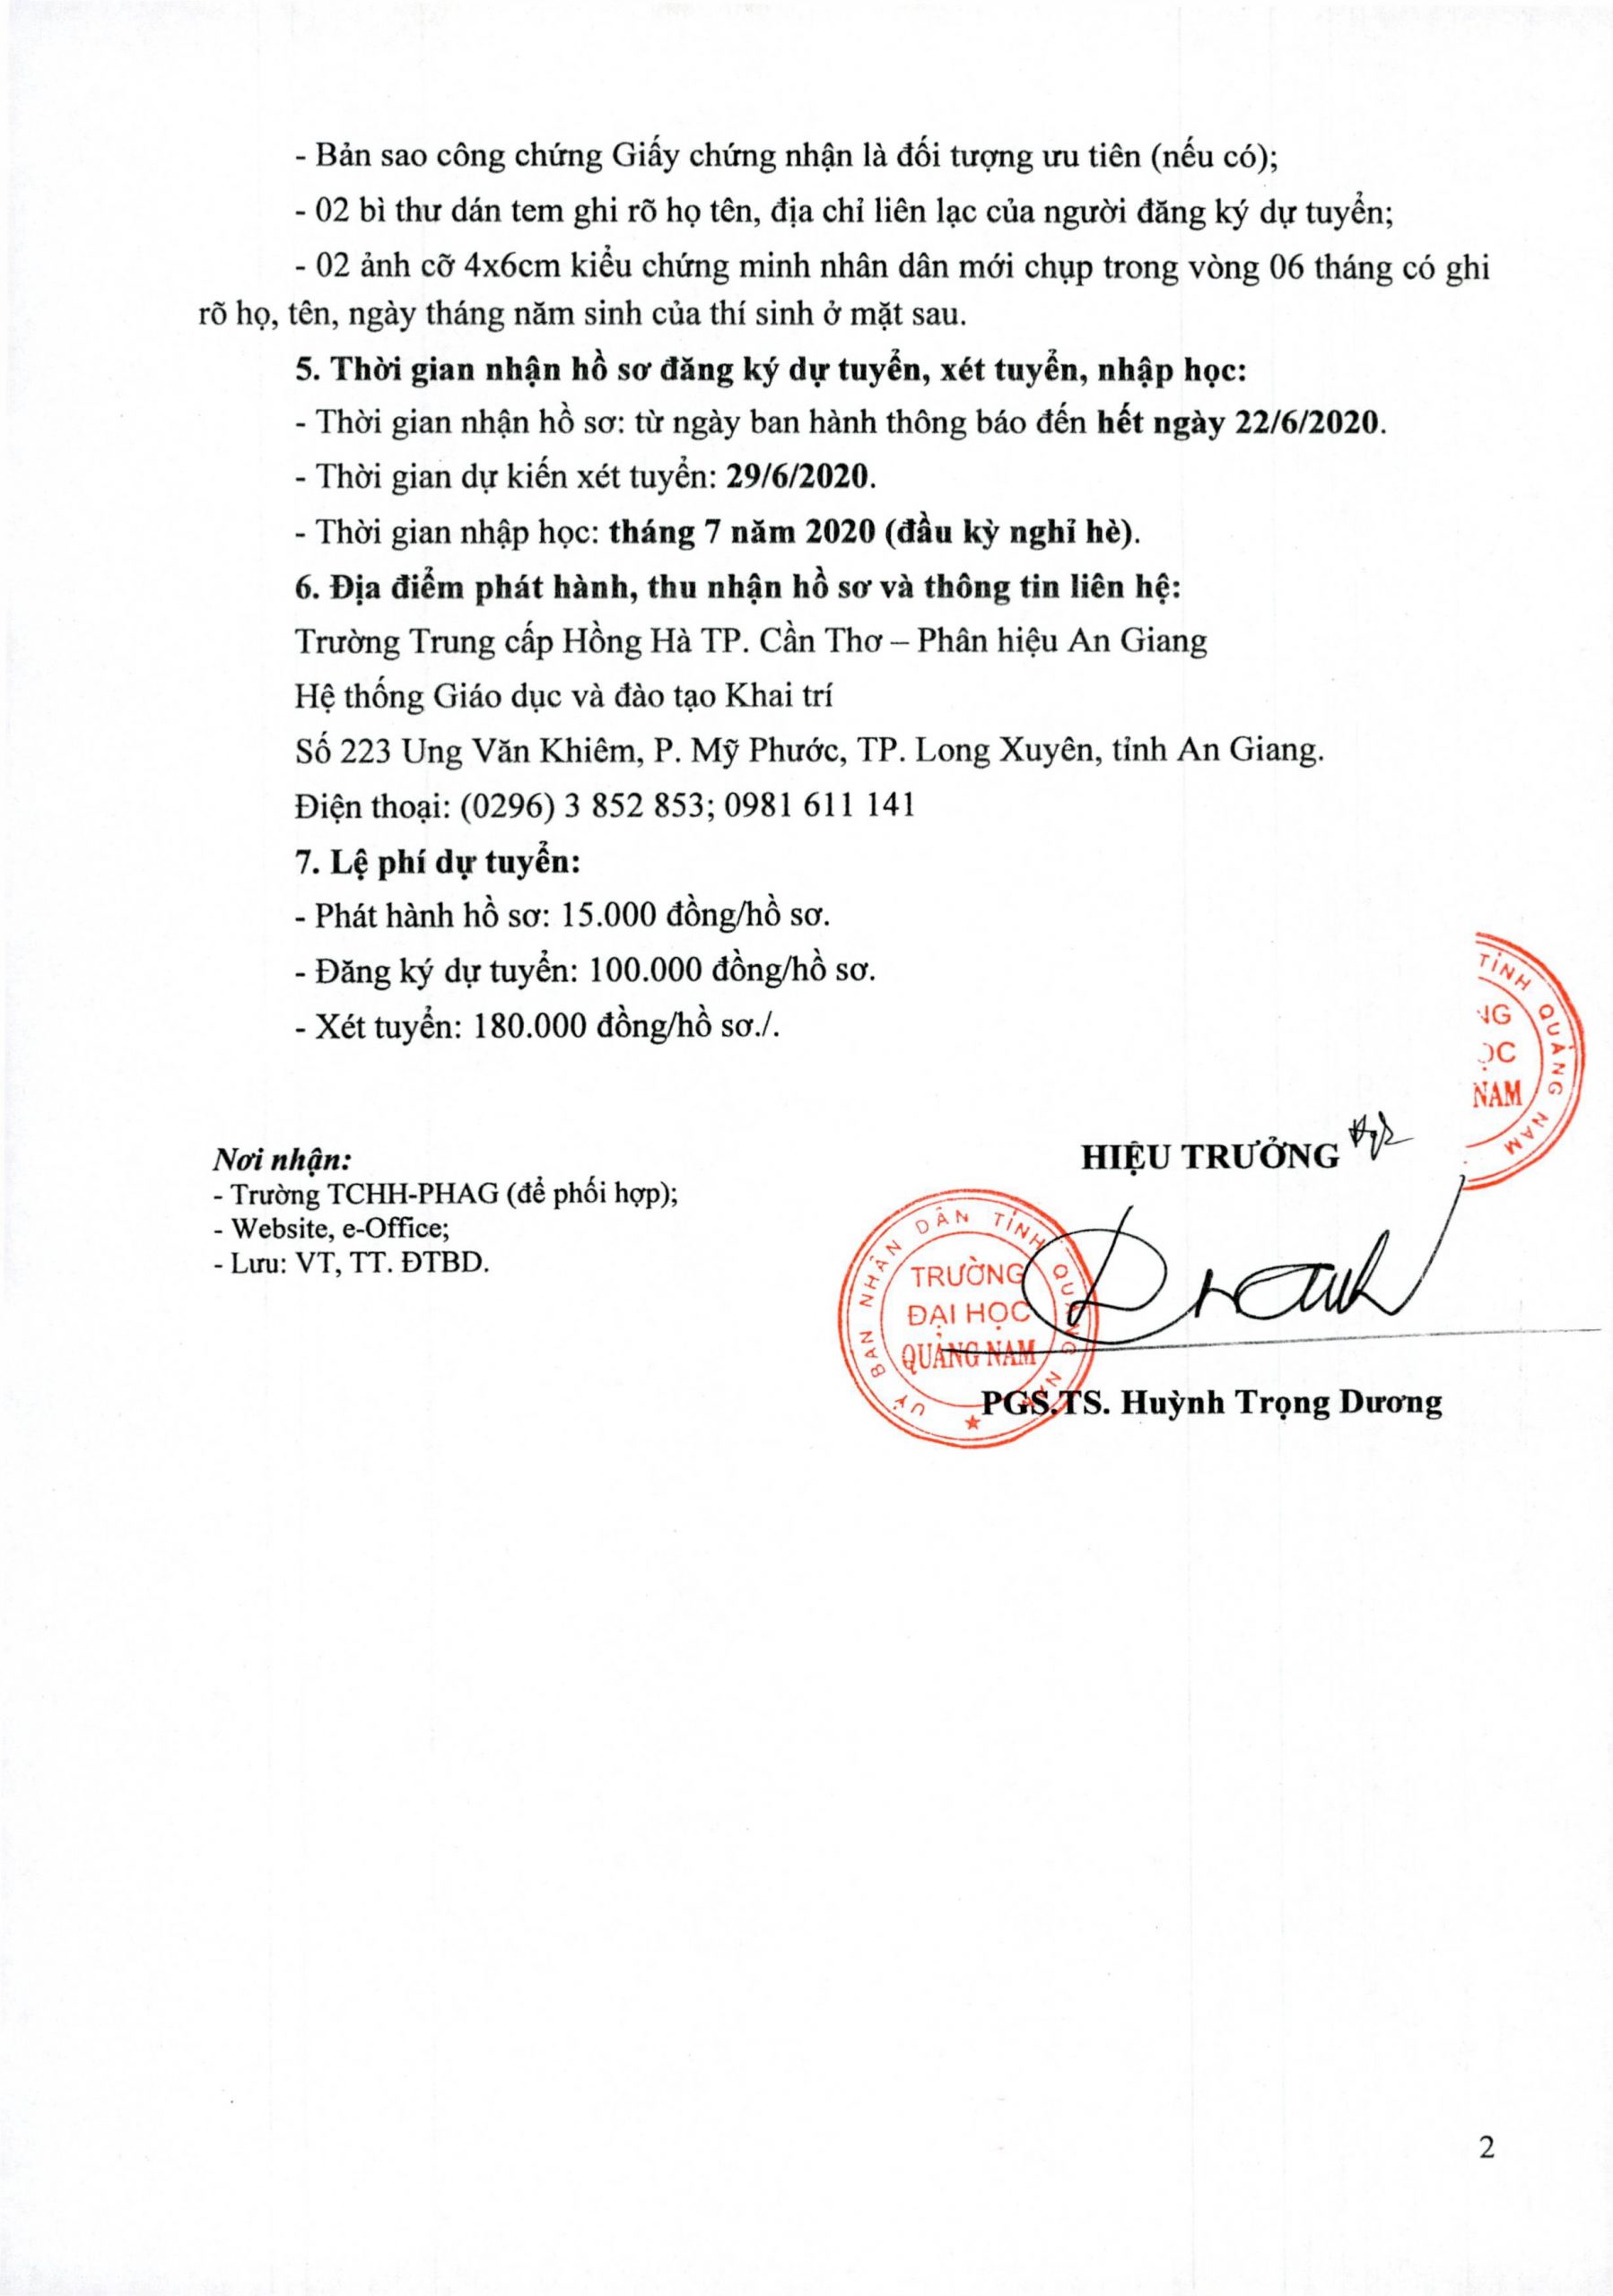 - Bản sao công chứng Giấy chứng nhận là đối tượng ưu tiên (nếu có);
- 02 bì thư dán tem ghi rõ họ tên, địa chỉ liên lạc của người đăng ký dự tuyển;
- 02 ảnh cỡ 4x6cm kiểu chứng minh nhân dân mới chụp trong vòng 06 tháng có ghi
rõ họ, tên, ngày tháng năm sinh của thí sinh ở mặt sau.
5. Thời gian nhận hồ sơ đăng ký dự tuyển, xét tuyển, nhập học:
- Thời gian nhận hồ sơ: từ ngày ban hành thông báo đến hết ngày 22/6/2020.
- Thời gian dự kiến xét tuyển: 29/6/2020.
- Thời gian nhập học: tháng 7 năm 2020 (đầu kỳ nghỉ hè).
6. Địa điểm phát hành, thu nhận hồ sơ và thông tin liên hệ:
Trường Trung cấp Hồng Hà TP. Cần Thơ – Phân hiệu An Giang
Hệ thống Giáo dục và đào tạo Khai trí
Số 223 Ung Văn Khiêm, P. Mỹ Phước, TP. Long Xuyên, tỉnh An Giang.
Điện thoại: (0296) 3 852 853; 0981 611 141
7. Lệ phí dự tuyển:
- Phát hành hồ sơ: 15.000 đồng/hồ sơ.
- Đăng ký dự tuyển: 100.000 đồng/hồ sơ.
- Xét tuyển: 180.000 đồng/hồ sơ./.
TỈNH QUẢNG NAM
NG
ỌC
NAM
Nơi nhận:
- Trường TCHH-PHAG (để phối hợp);
- Website, e-Office;
- Lưu: VT, TT. ĐTBD.
HIỆU TRƯỞNG
UỶ BAN NHÂN DÂN TỈNH QUẢNG NAM
TRƯỜNG
ĐẠI HỌC
QUẢNG NAM
PGS.TS. Huỳnh Trọng Dương
2